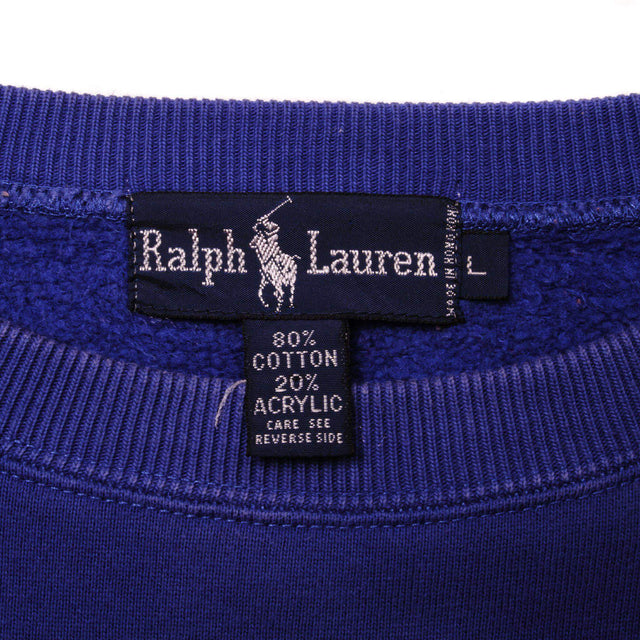 Ralph Lauren
L
80%
COTTON
20%
ACRYLIC
CARE SEE
REVERSE SIDE